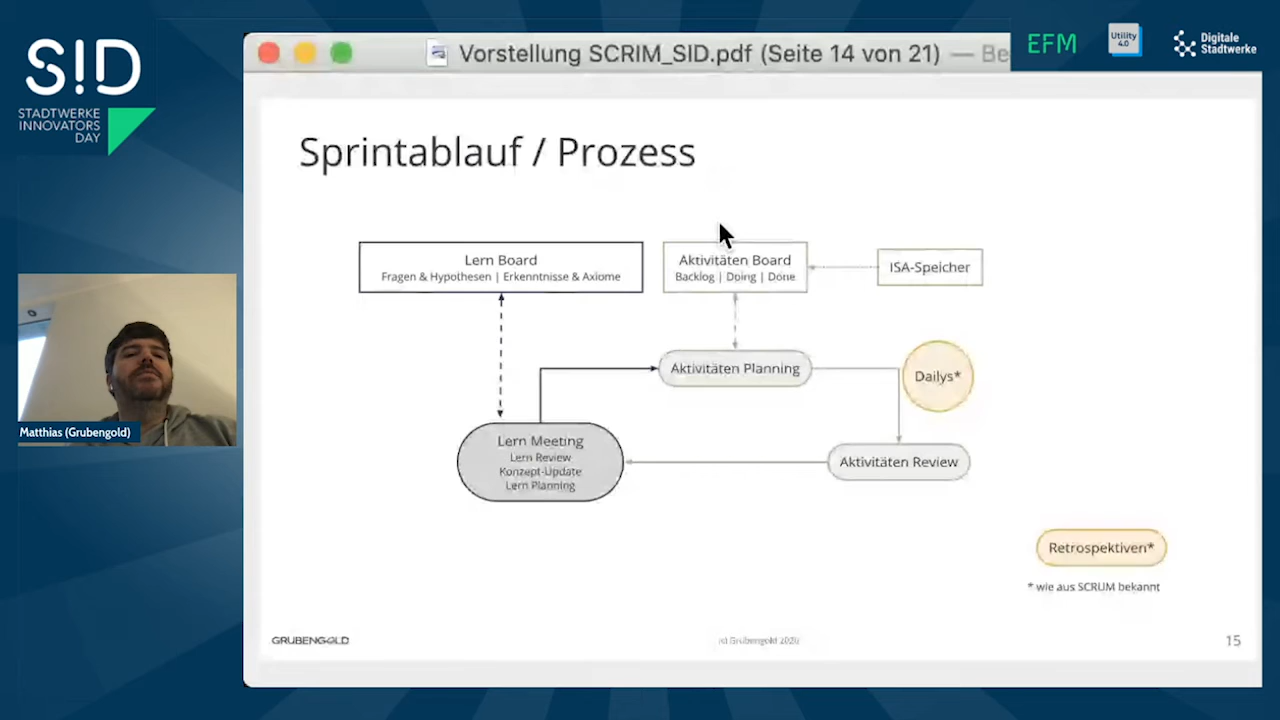 S!D
STADTWERKE
INNOVATORS
DAY
Vorstellung SCRIM_SID.pdf (Seite 14 von 21) — Be
EFM
Utility
4.0
Digitale
Stadtwerke
Sprintablauf / Prozess
Lern Board
Fragen & Hypothesen | Erkenntnisse & Axiome
Aktivitäten Board
Backlog | Doing | Done
ISA-Speicher
Aktivitäten Planning
Dailys*
Lern Meeting
Lern Review
Konzept-Update
Lern Planning
Aktivitäten Review
Retrospektiven*
* wie aus SCRUM bekannt
Matthias (Grubengold)
GRUBENGOLD
Grubengold 2020
15